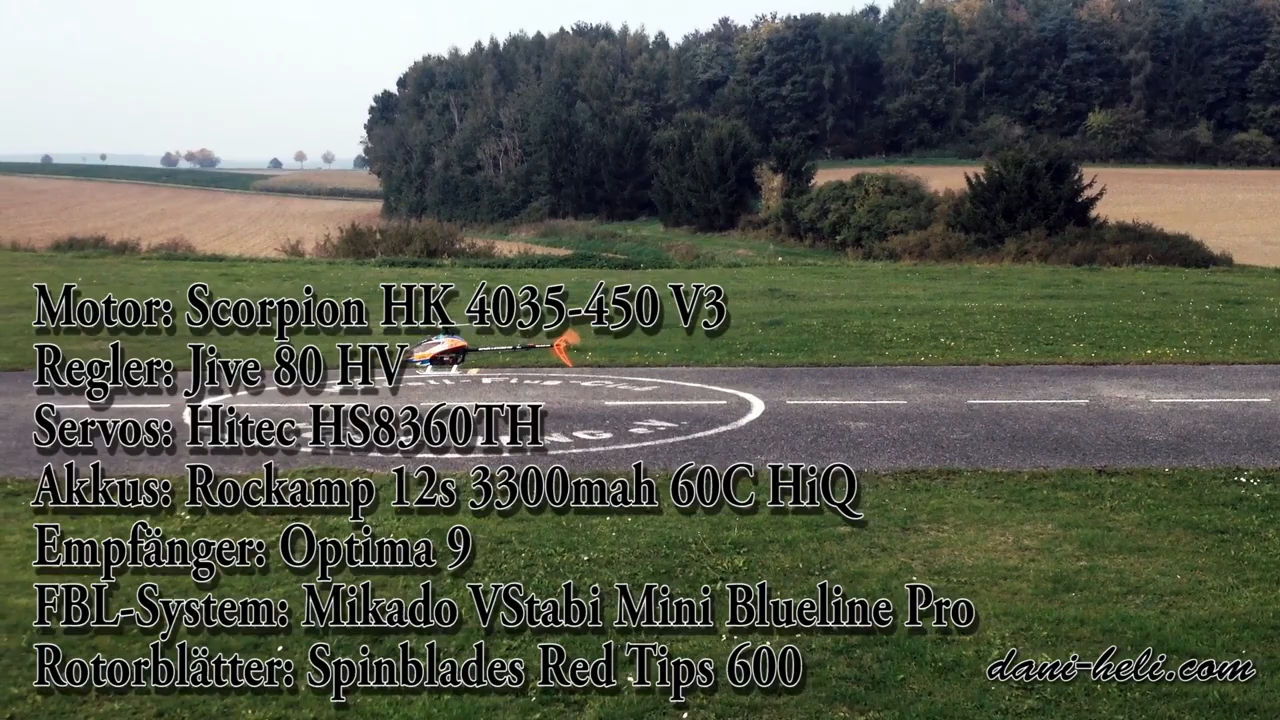 Motor: Scorpion HK 4035-450 V3
Regler: Jive 80 HV
Servos: Hitec HS8360TH
Akkus: Rockamp 12s 3300mah 60C HiQ
Empfänger: Optima 9
FBL-System: Mikado VStabi Mini Blueline Pro
Rotorblätter: Spinblades Red Tips 600
dani-heli.com